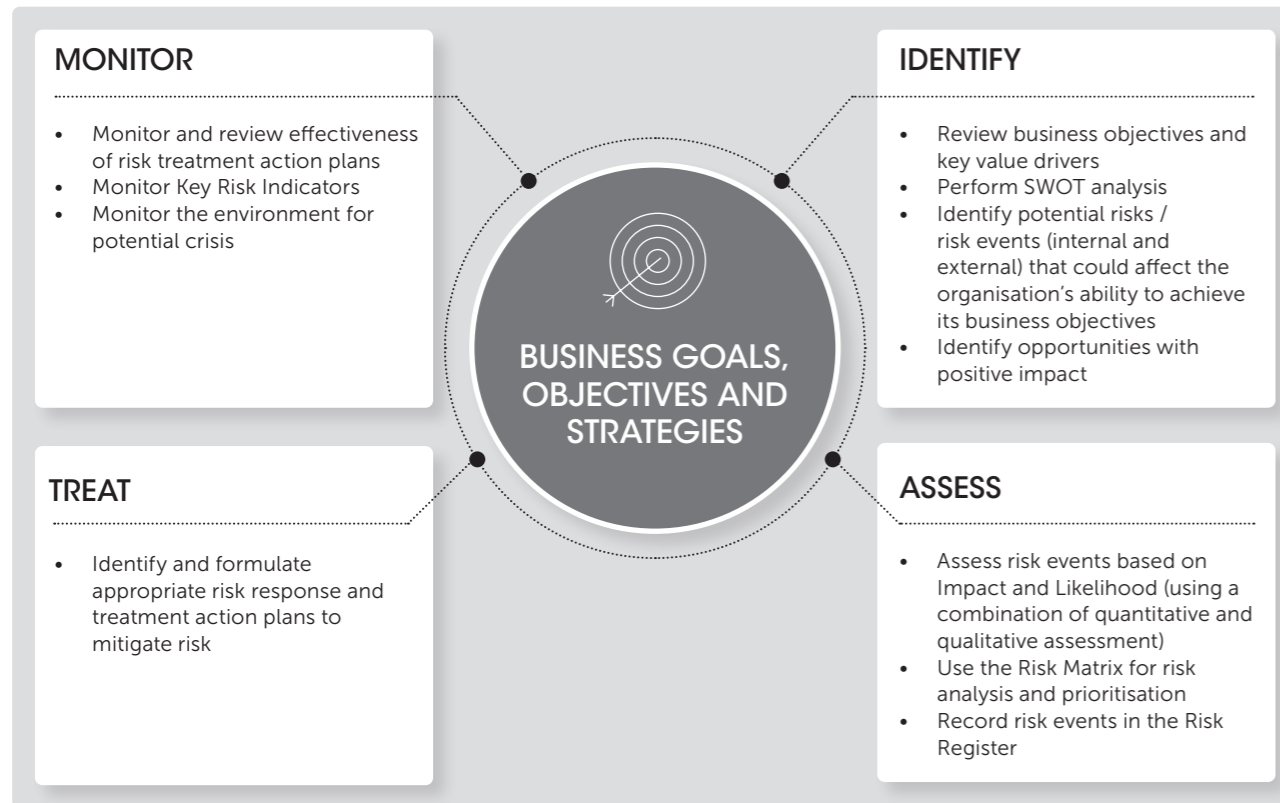 MONITOR
• Monitor and review effectiveness
of risk treatment action plans
• Monitor Key Risk Indicators
• Monitor the environment for
potential crisis
IDENTIFY
• Review business objectives and
key value drivers
• Perform SWOT analysis
• Identify potential risks /
risk events (internal and
external) that could affect the
organisation’s ability to achieve
its business objectives
• Identify opportunities with
positive impact
BUSINESS GOALS,
OBJECTIVES AND
STRATEGIES
TREAT
• Identify and formulate
appropriate risk response and
treatment action plans to
mitigate risk
ASSESS
• Assess risk events based on
Impact and Likelihood (using a
combination of quantitative and
qualitative assessment)
• Use the Risk Matrix for risk
analysis and prioritisation
• Record risk events in the Risk
Register